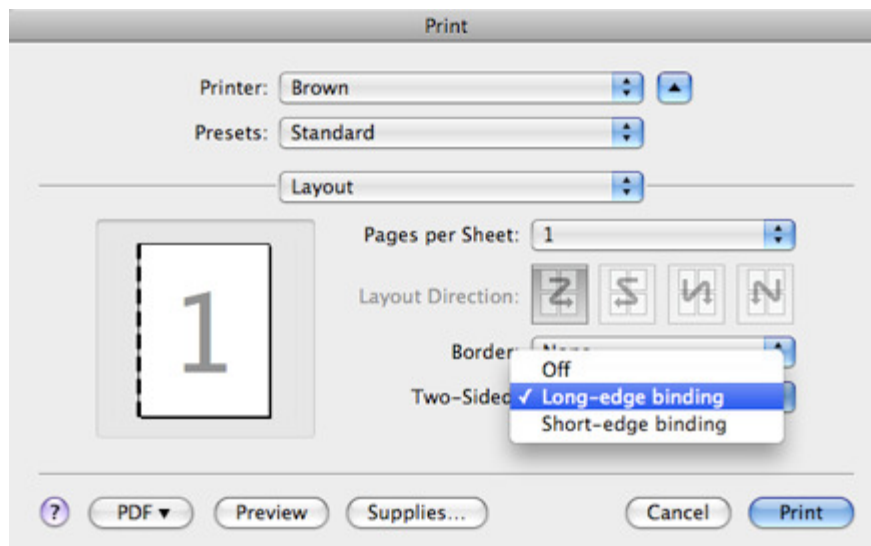 Print
Printer: Brown
Presets: Standard
Layout
Pages per Sheet: 1
1
Layout Direction:
Border: None
Off
Two-Sided ✓ Long-edge binding
Short-edge binding
? PDF ▼ Preview Supplies... Cancel Print